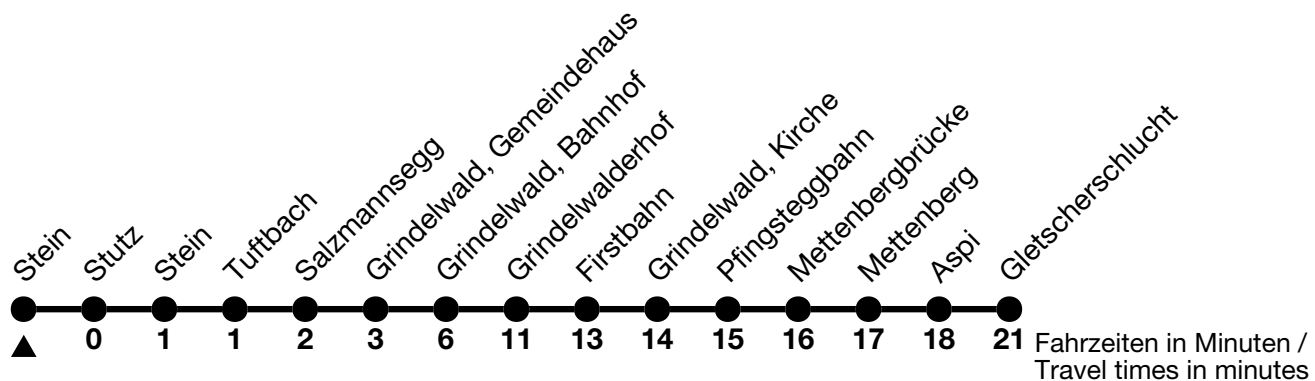 Stein
Stutz
Stein
Tuftbach
Salzmannsegg
Grindelwald, Gemeindehaus
Grindelwald, Bahnhof
Grindelwalderhof
Firstbahn
Grindelwald, Kirche
Pfingsteggbahn
Mettenbergbrücke
Mettenberg
Aspi
Gletscherschlucht
0 1 1 2 3 6 11 13 14 15 16 17 18 21
Fahrzeiten in Minuten /
Travel times in minutes